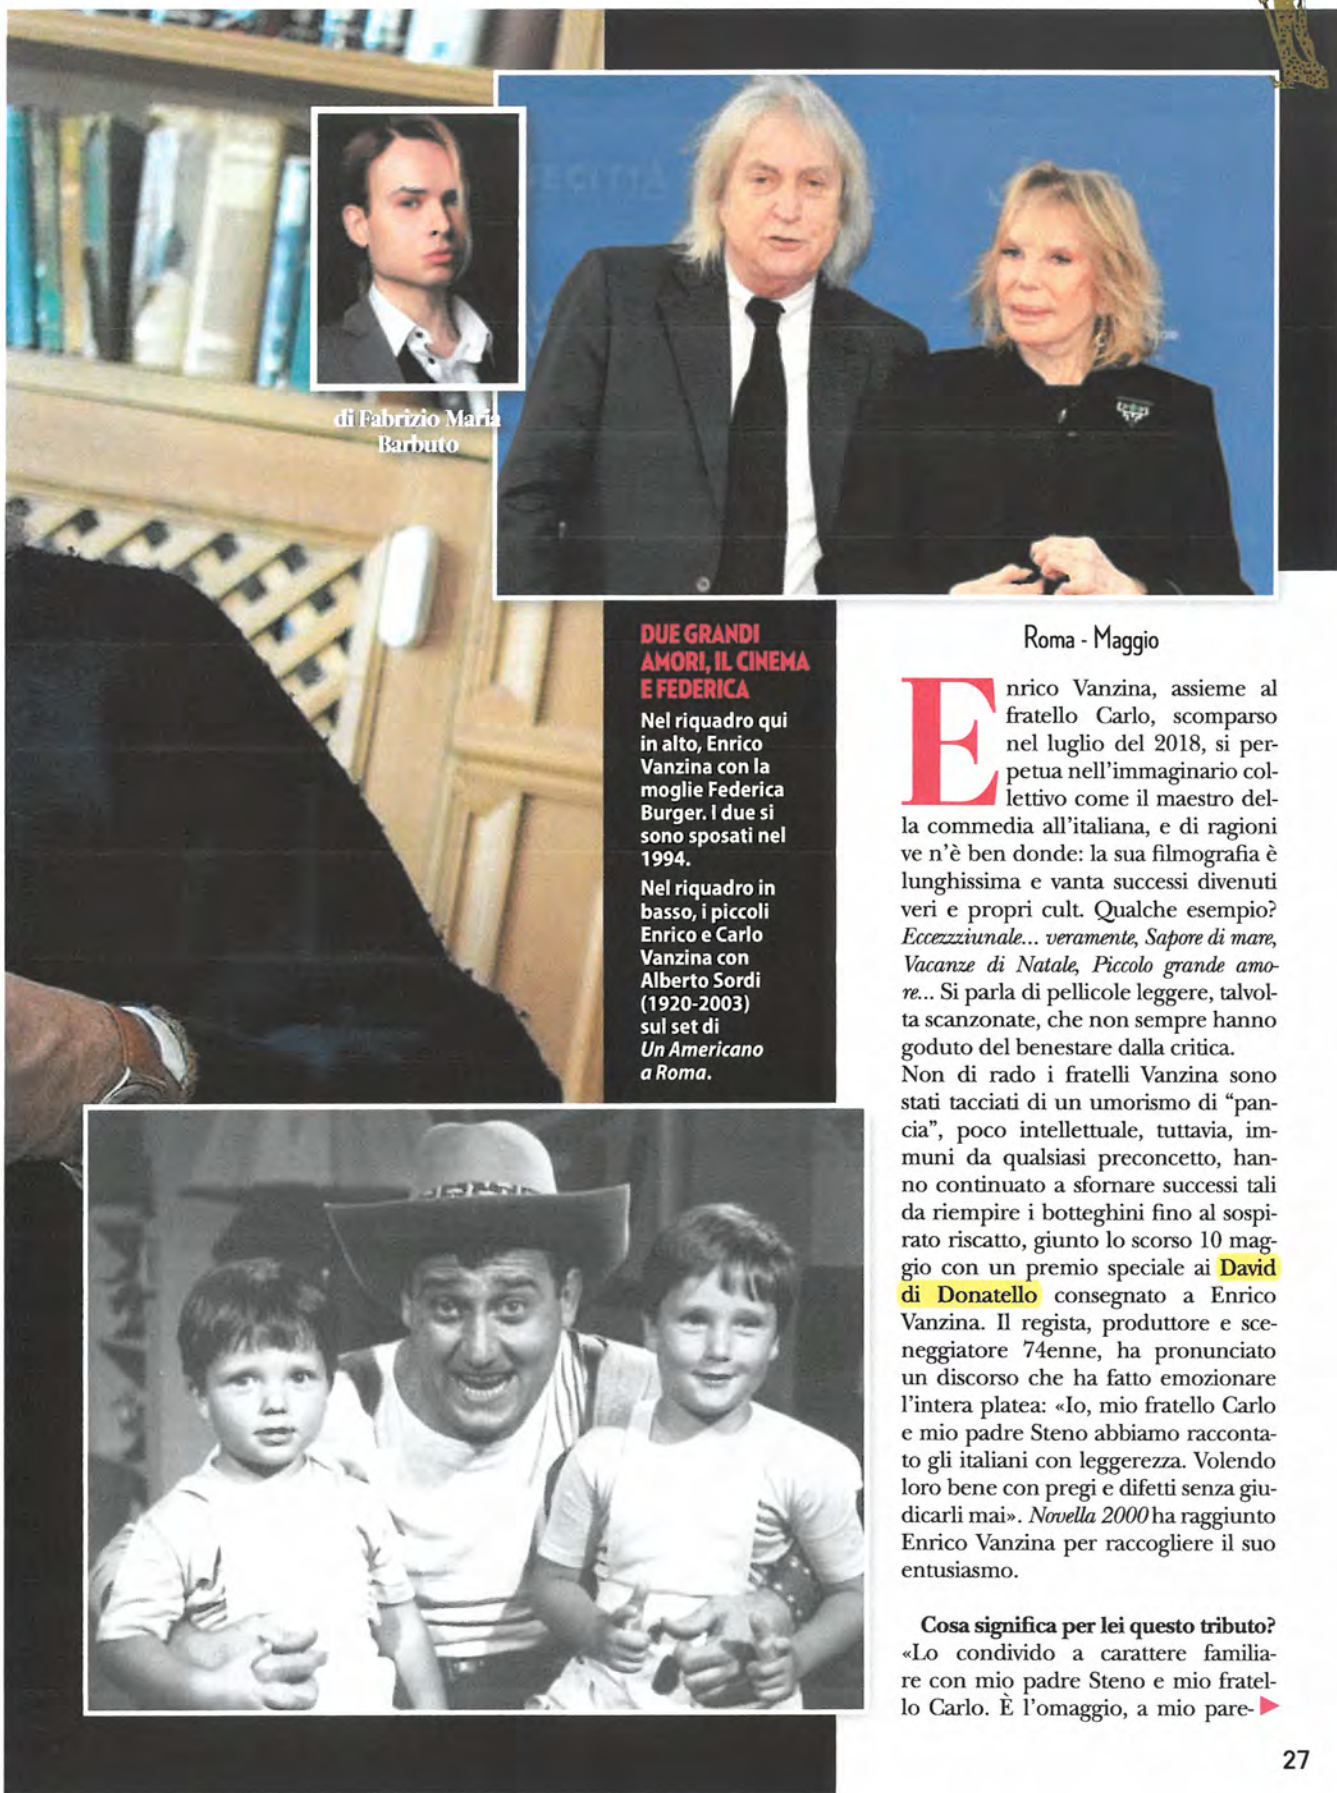 ECITTÀ
di Fabrizio Maria
Barbuto
DUE GRANDI
AMORI, IL CINEMA
E FEDERICA
Nel riquadro qui
in alto, Enrico
Vanzina con la
moglie Federica
Burger. I due si
sono sposati nel
1994.
Nel riquadro in
basso, i piccoli
Enrico e Carlo
Vanzina con
Alberto Sordi
(1920-2003)
sul set di
Un Americano
a Roma.
Roma - Maggio
Enrico Vanzina, assieme al
fratello Carlo, scomparso
nel luglio del 2018, si per-
petua nell'immaginario col-
lettivo come il maestro del-
la commedia all'italiana, e di ragioni
ve n'è ben donde: la sua filmografia è
lunghissima e vanta successi divenuti
veri e propri cult. Qualche esempio?
Eccezzziunale... veramente, Sapore di mare,
Vacanze di Natale, Piccolo grande amo-
re... Si parla di pellicole leggere, talvol-
ta scanzonate, che non sempre hanno
goduto del benestare dalla critica.
Non di rado i fratelli Vanzina sono
stati tacciati di un umorismo di “pan-
cia”, poco intellettuale, tuttavia, im-
muni da qualsiasi preconcetto, han-
no continuato a sfornare successi tali
da riempire i botteghini fino al sospi-
rato riscatto, giunto lo scorso 10 mag-
gio con un premio speciale ai David
di Donatello consegnato a Enrico
Vanzina. Il regista, produttore e sce-
neggiatore 74enne, ha pronunciato
un discorso che ha fatto emozionare
l'intera platea: «Io, mio fratello Carlo
e mio padre Steno abbiamo racconta-
to gli italiani con leggerezza. Volendo
loro bene con pregi e difetti senza giu-
dicarli mai». Novella 2000 ha raggiunto
Enrico Vanzina per raccogliere il suo
entusiasmo.
Cosa significa per lei questo tributo?
«Lo condivido a carattere familia-
re con mio padre Steno e mio fratel-
lo Carlo. È l'omaggio, a mio pare-
27